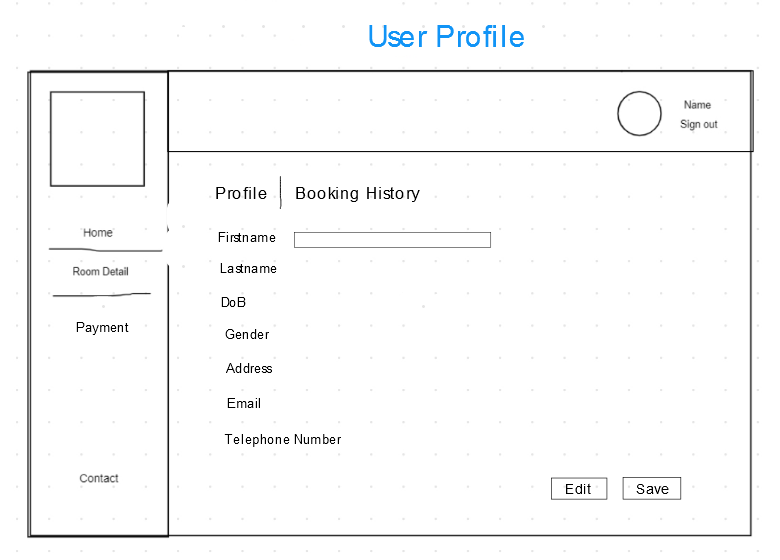 User Profile
Name
Sign out
Home
Room Detail
Payment
Contact
Profile Booking History
Firstname
Lastname
DoB
Gender
Address
Email
Telephone Number
Edit Save